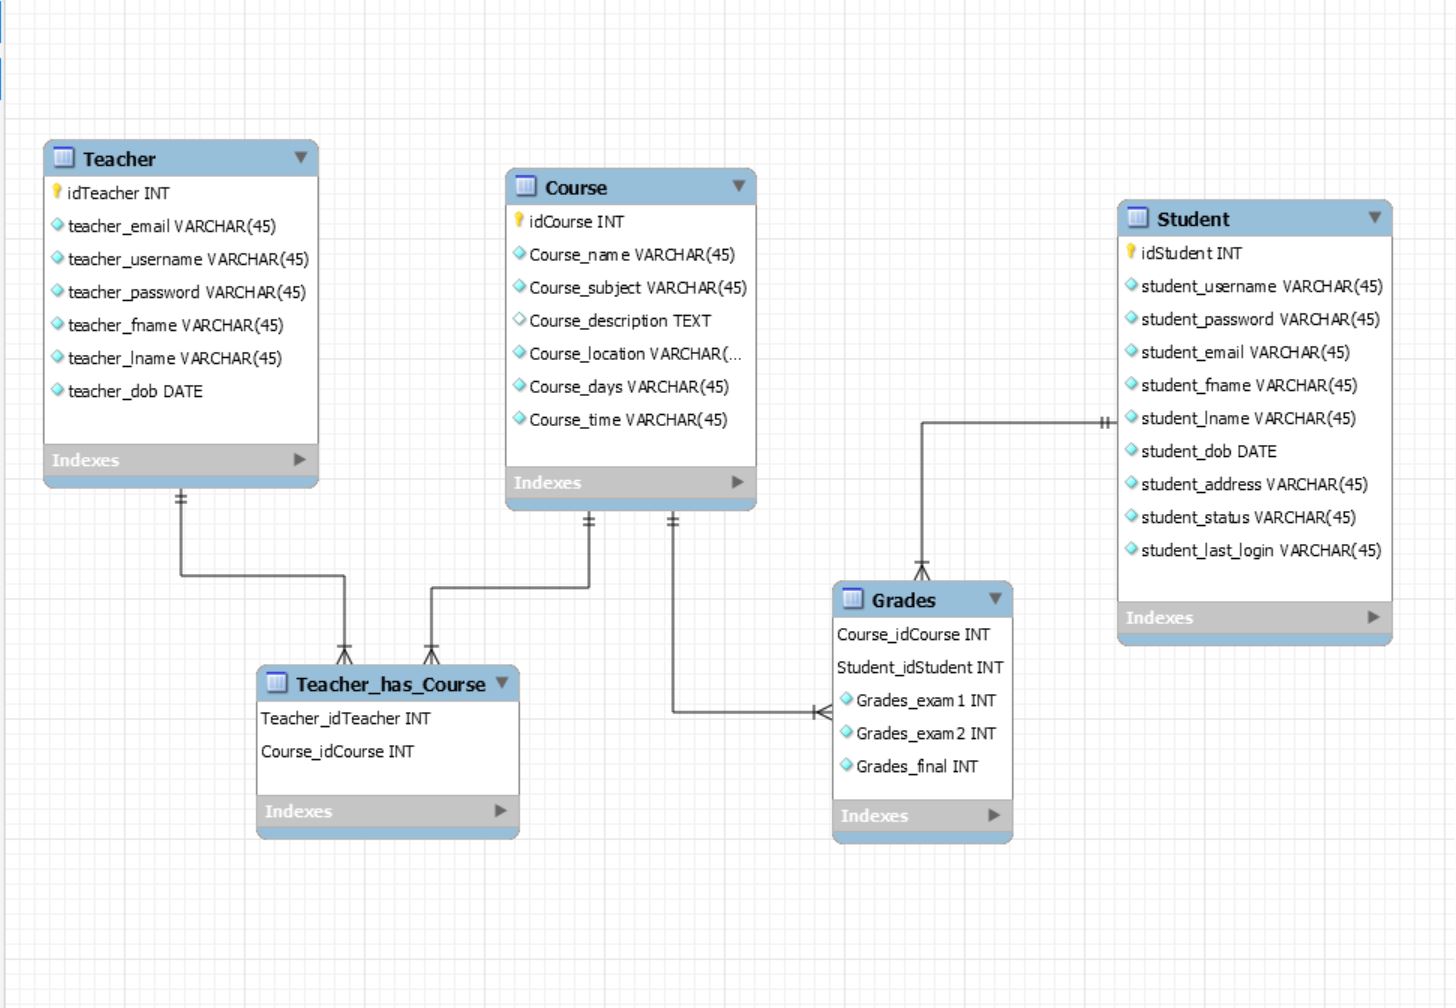 Teacher
idTeacher INT
teacher_email VARCHAR(45)
teacher_username VARCHAR(45)
teacher_password VARCHAR(45)
teacher_fname VARCHAR(45)
teacher_lname VARCHAR(45)
teacher_dob DATE
Indexes
Course
idCourse INT
Course_name VARCHAR(45)
Course_subject VARCHAR(45)
Course_description TEXT
Course_location VARCHAR(...
Course_days VARCHAR(45)
Course_time VARCHAR(45)
Indexes
Student
idStudent INT
student_username VARCHAR(45)
student_password VARCHAR(45)
student_email VARCHAR(45)
student_fname VARCHAR(45)
student_lname VARCHAR(45)
student_dob DATE
student_address VARCHAR(45)
student_status VARCHAR(45)
student_last_login VARCHAR(45)
Indexes
Teacher_has_Course
Teacher_idTeacher INT
Course_idCourse INT
Indexes
Grades
Course_idCourse INT
Student_idStudent INT
Grades_exam1 INT
Grades_exam2 INT
Grades_final INT
Indexes